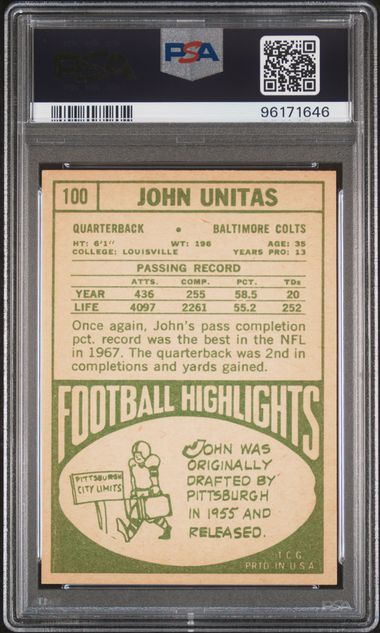 PSA PSA
96171646
100 JOHN UNITAS
QUARTERBACK • BALTIMORE COLTS
HT: 6'1" WT: 196 AGE: 35
COLLEGE: LOUISVILLE YEARS PRO: 13
PASSING RECORD
ATTS. COMP. PCT. TDs
YEAR 436 255 58.5 20
LIFE 4097 2261 55.2 252
Once again, John's pass completion
pct. record was the best in the NFL
in 1967. The quarterback was 2nd in
completions and yards gained.
FOOTBALL HIGHLIGHTS
PITTSBURGH
CITY LIMITS
JOHN WAS
ORIGINALLY
DRAFTED BY
PITTSBURGH
IN 1955 AND
RELEASED.
T.C.G.
PRTD IN U.S.A.
PSA